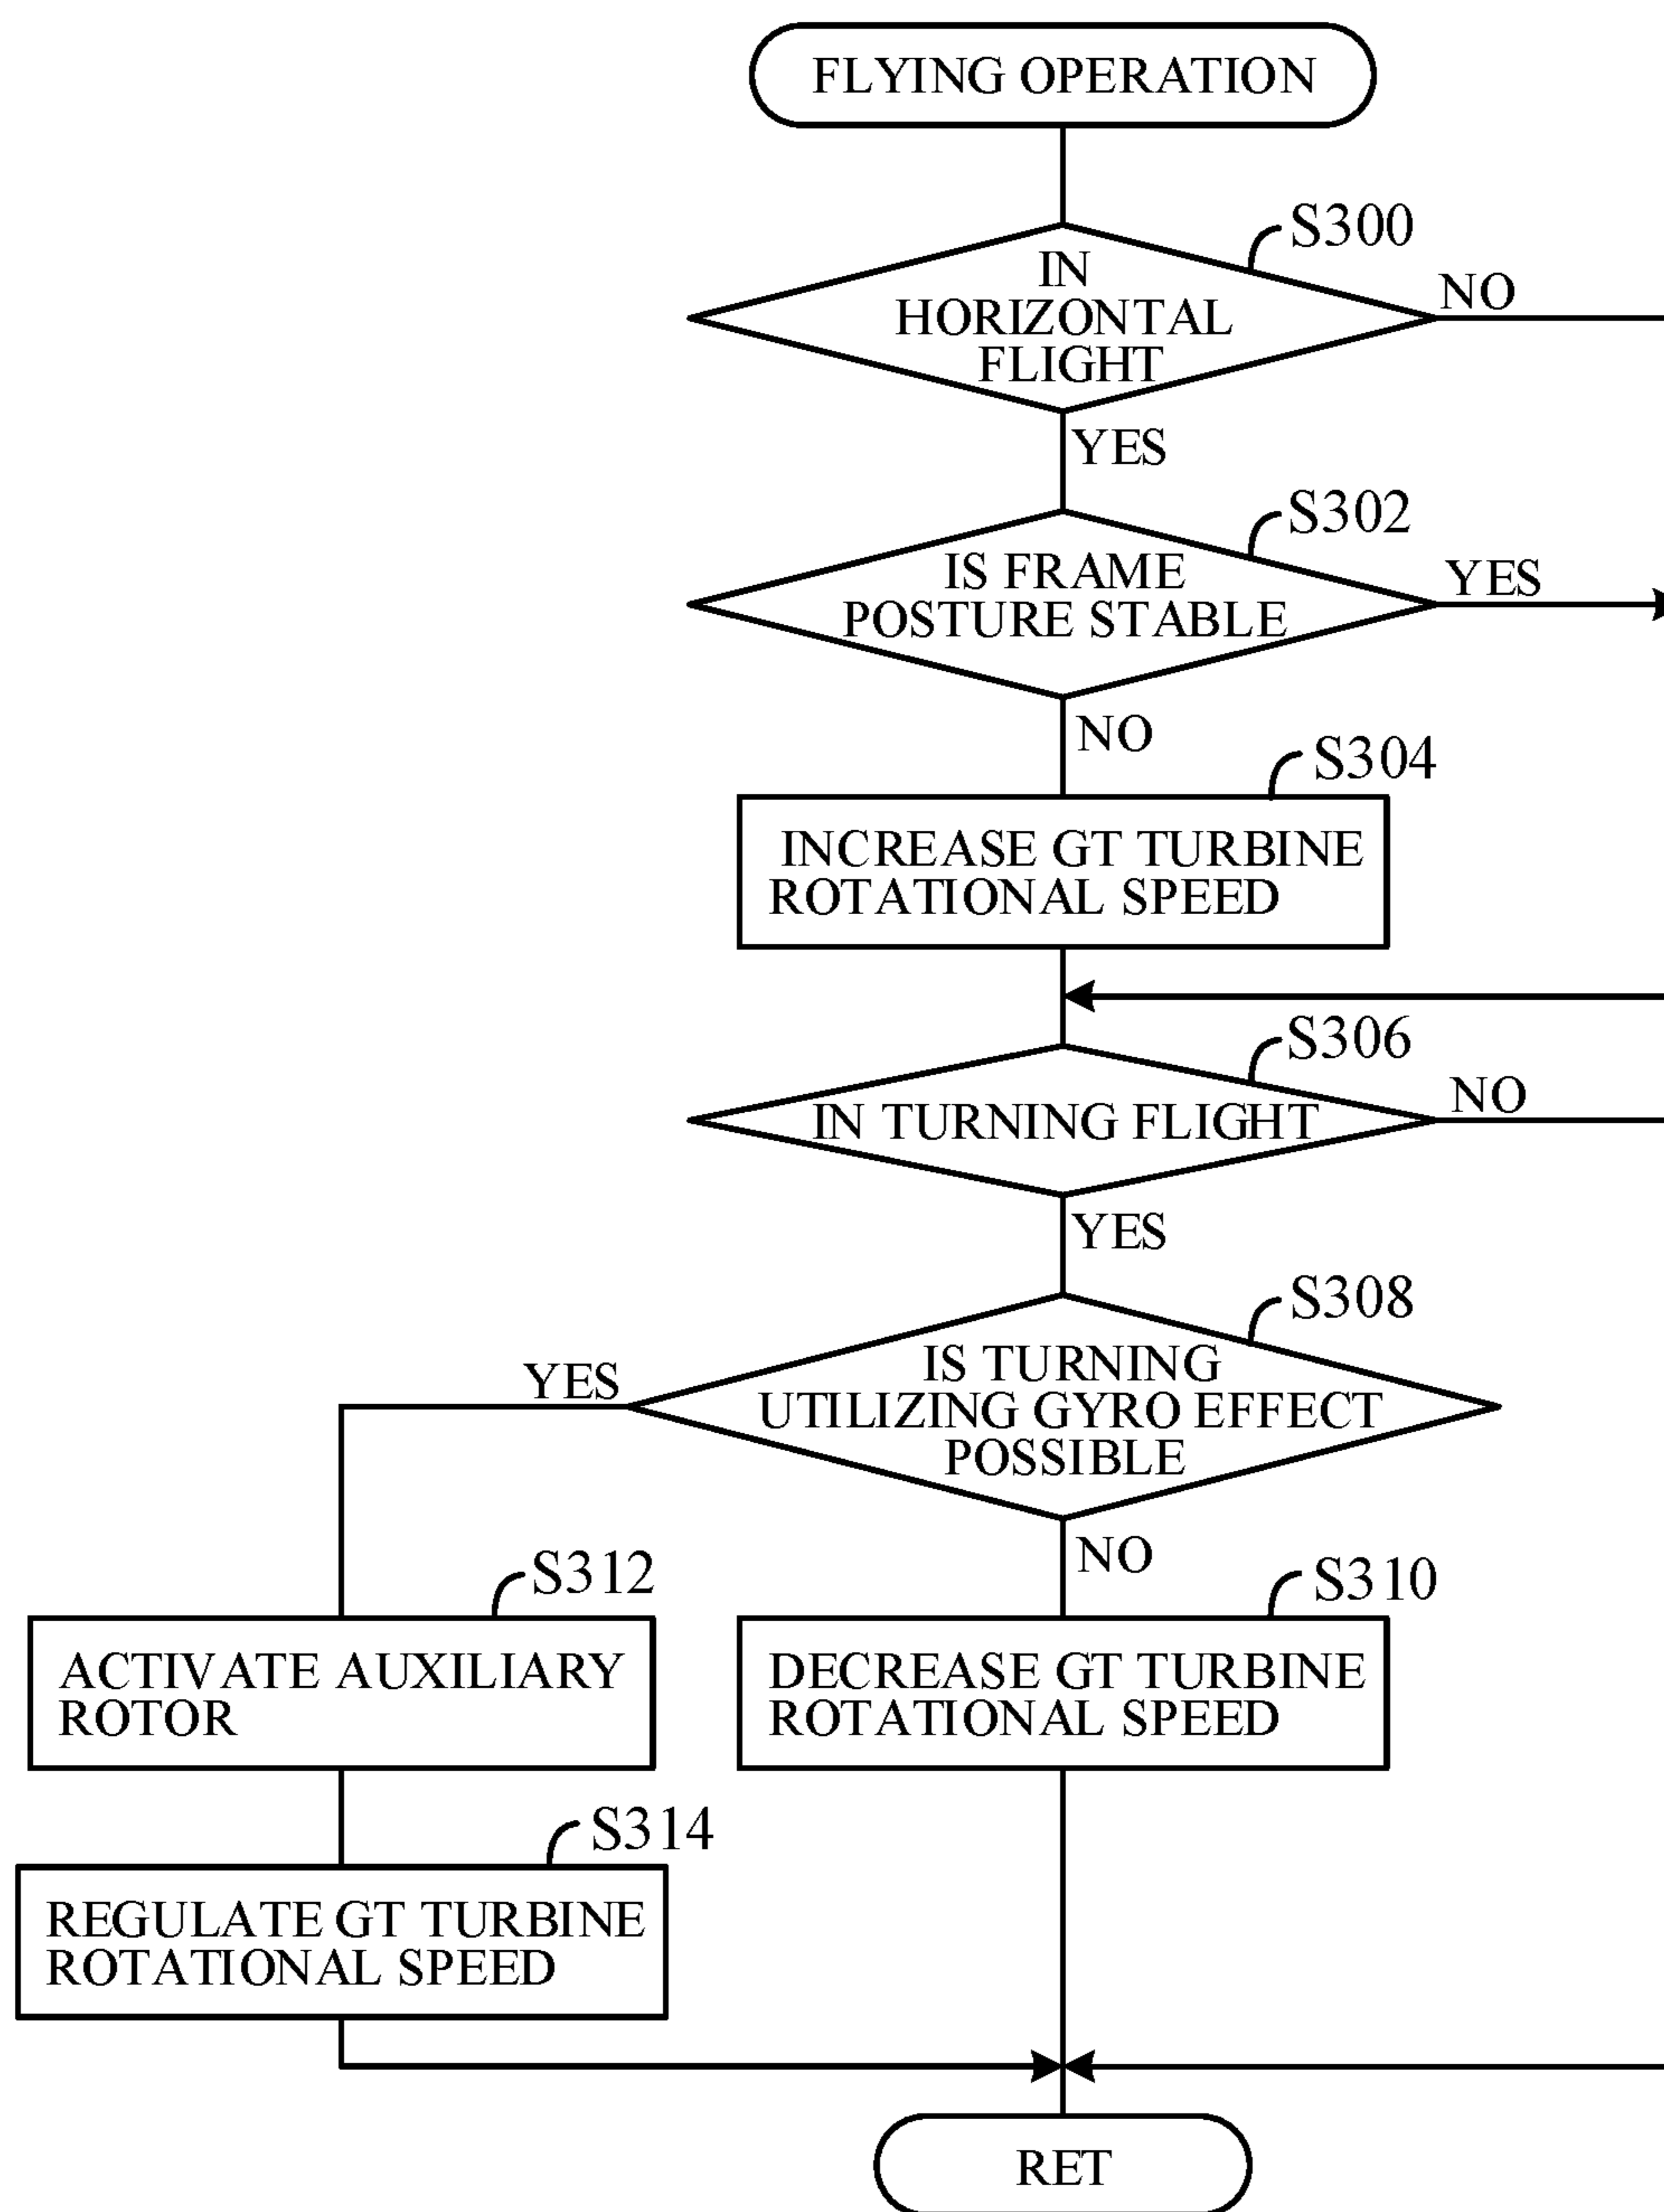 FLYING OPERATION
S300
IN
HORIZONTAL
FLIGHT
NO
YES
S302
IS FRAME
POSTURE STABLE
YES
NO
S304
INCREASE GT TURBINE
ROTATIONAL SPEED
S306
IN TURNING FLIGHT
NO
YES
S308
IS TURNING
UTILIZING GYRO EFFECT
POSSIBLE
YES
NO
S312
ACTIVATE AUXILIARY
ROTOR
S310
DECREASE GT TURBINE
ROTATIONAL SPEED
S314
REGULATE GT TURBINE
ROTATIONAL SPEED
RET